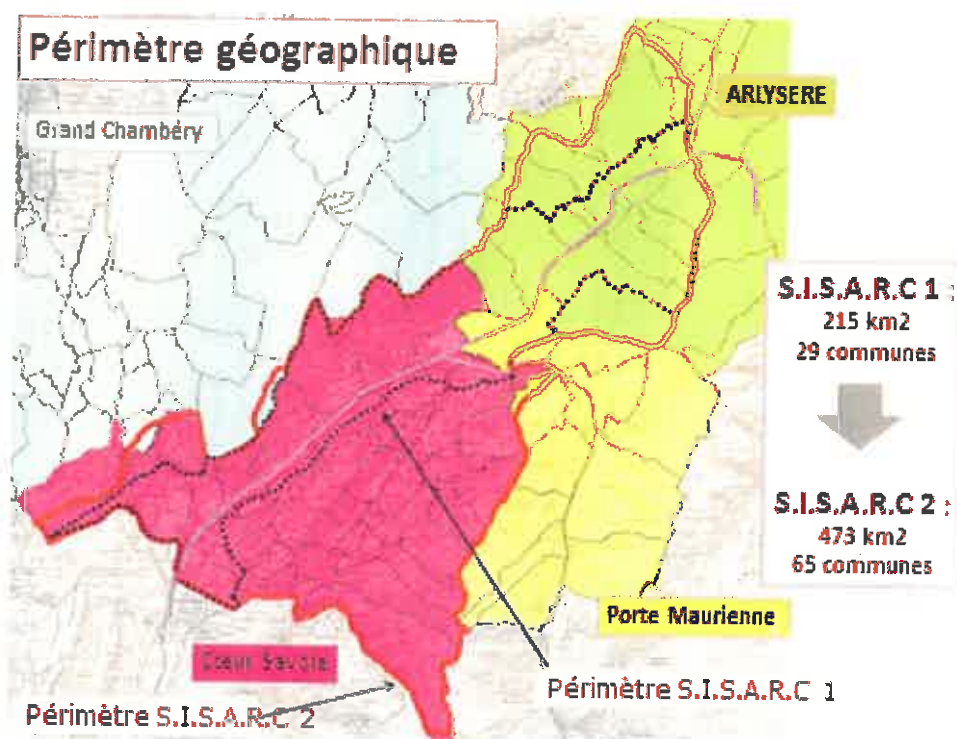 Périmètre géographique
Grand Chambéry
ARLYSERE
S.I.S.A.R.C 1 :
215 km2
29 communes
S.I.S.A.R.C 2 :
473 km2
65 communes
Porte Maurienne
Cœur Savoie
Périmètre S.I.S.A.R.C 1
Périmètre S.I.S.A.R.C 2